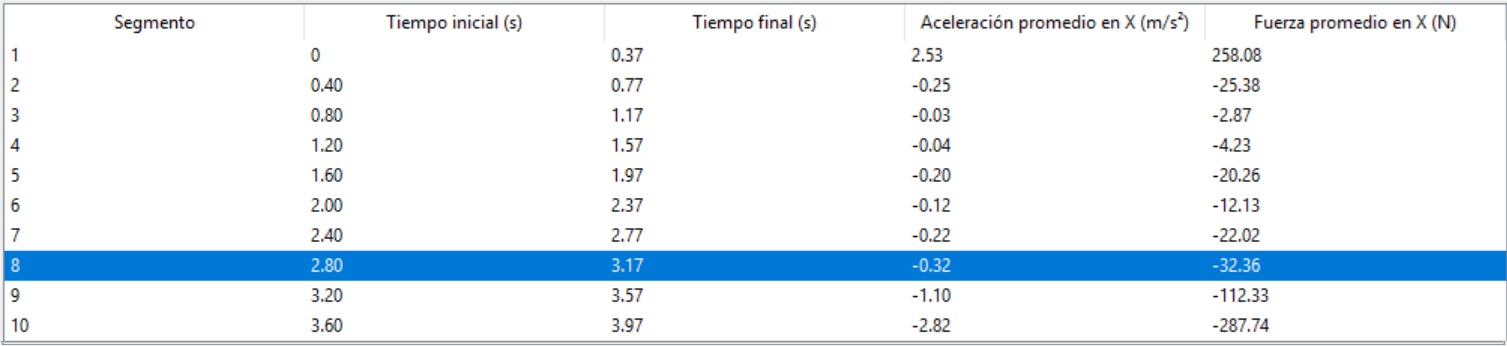 Segmento Tiempo inicial (s) Tiempo final (s) Aceleración promedio en X (m/s²) Fuerza promedio en X (N)
1 0 0.37 2.53 258.08
2 0.40 0.77 -0.25 -25.38
3 0.80 1.17 -0.03 -2.87
4 1.20 1.57 -0.04 -4.23
5 1.60 1.97 -0.20 -20.26
6 2.00 2.37 -0.12 -12.13
7 2.40 2.77 -0.22 -22.02
8 2.80 3.17 -0.32 -32.36
9 3.20 3.57 -1.10 -112.33
10 3.60 3.97 -2.82 -287.74